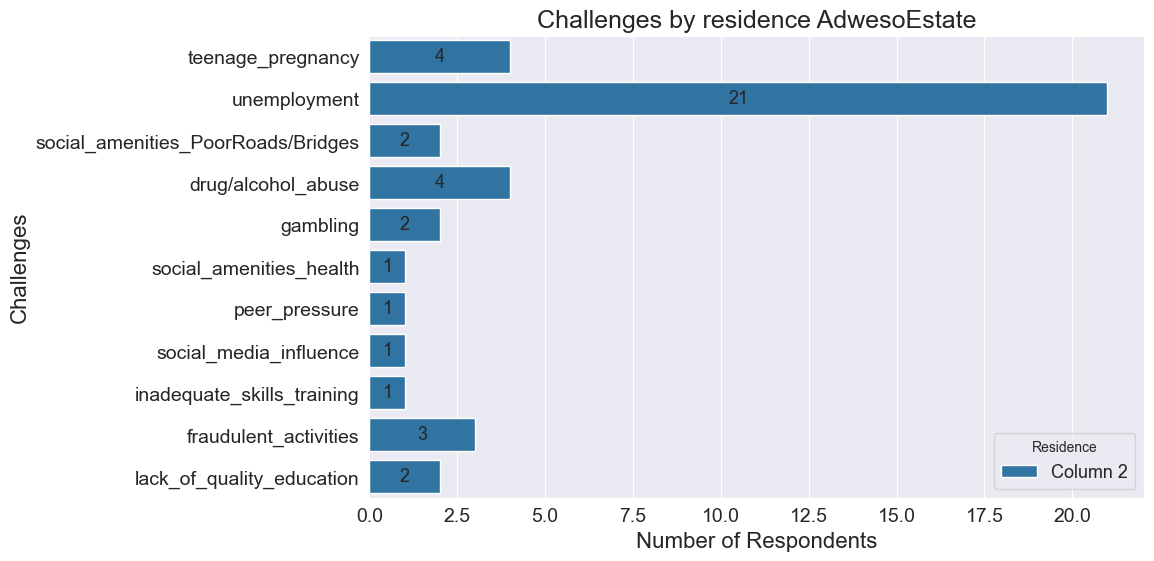 Challenges by residence AdwesoEstate
Challenges
teenage_pregnancy 4
unemployment 21
social_amenities_PoorRoads/Bridges 2
drug/alcohol_abuse 4
gambling 2
social_amenities_health 1
peer_pressure 1
social_media_influence 1
inadequate_skills_training 1
fraudulent_activities 3
lack_of_quality_education 2
Residence
Column 2
0.0 2.5 5.0 7.5 10.0 12.5 15.0 17.5 20.0
Number of Respondents